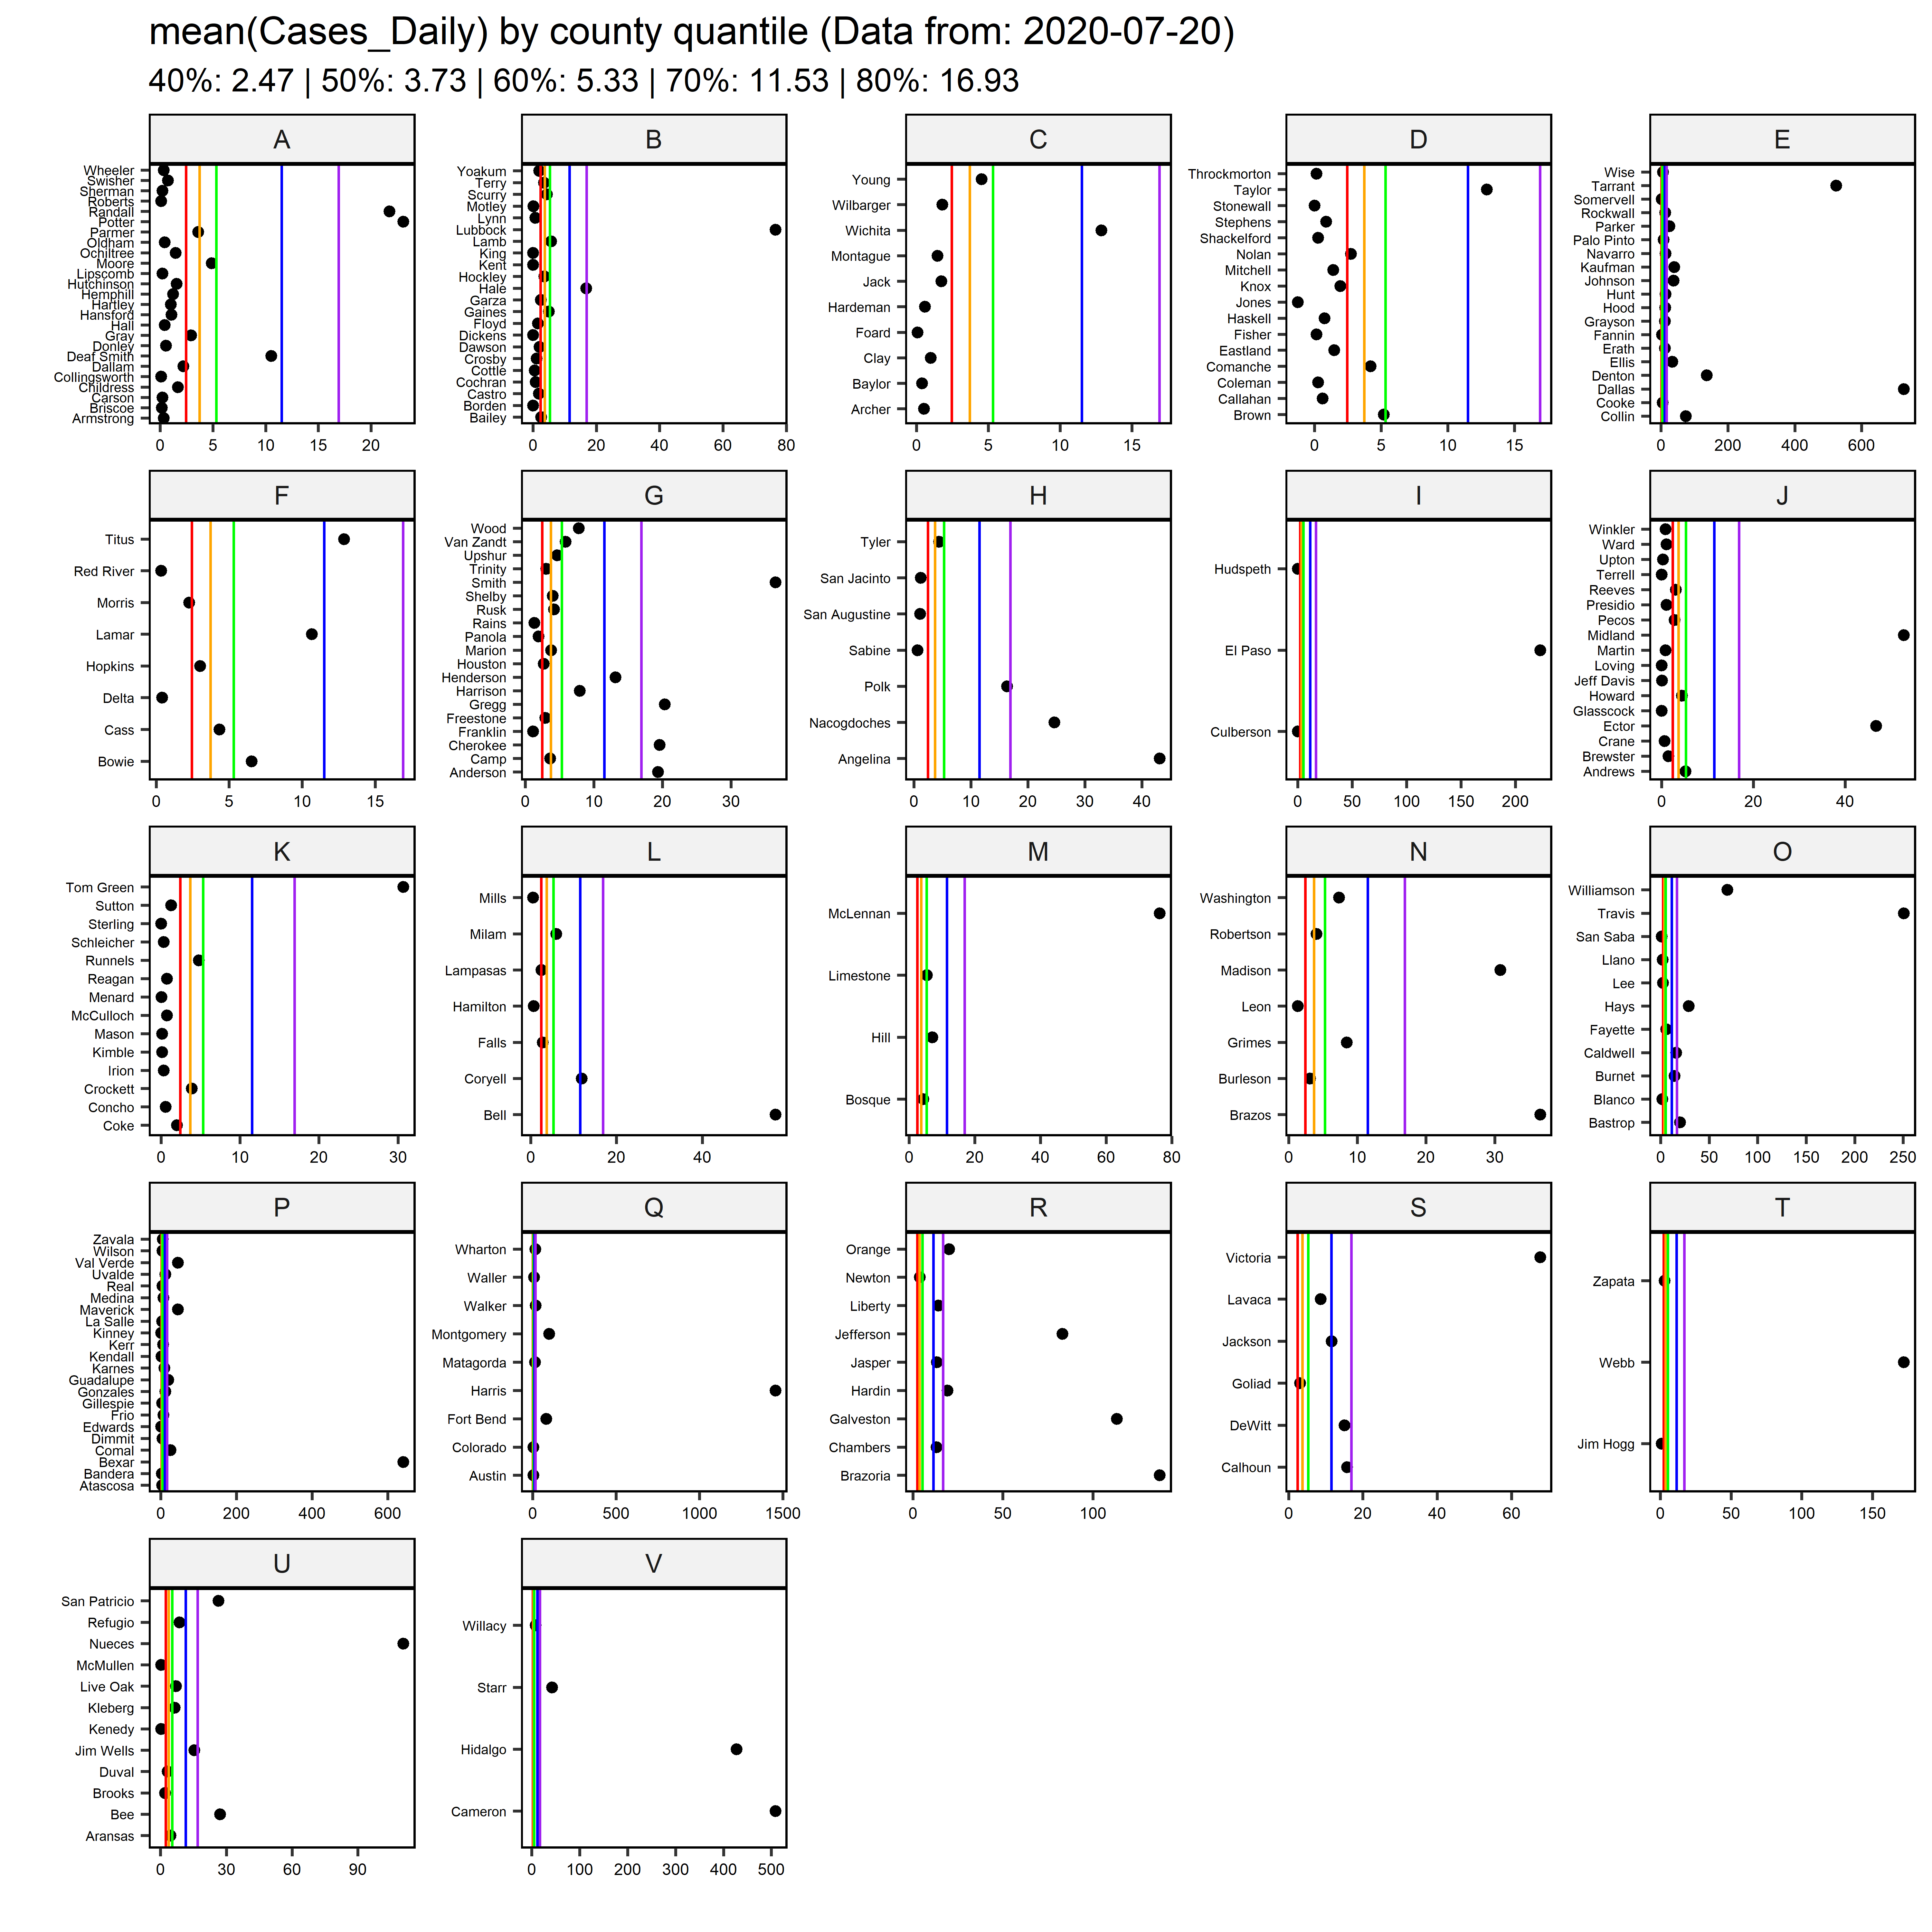 mean(Cases_Daily) by county quantile (Data from: 2020-07-20)
40%: 2.47 | 50%: 3.73 | 60%: 5.33 | 70%: 11.53 | 80%: 16.93
A
Wheeler
Swisher
Sherman
Roberts
Randall
Potter
Parmer
Oldham
Ochiltree
Moore
Lipscomb
Hutchinson
Hemphill
Hartley
Hansford
Hall
Gray
Donley
Deaf Smith
Dallam
Collingsworth
Childress
Carson
Briscoe
Armstrong
0 5 10 15 20
B
Yoakum
Terry
Scurry
Motley
Lynn
Lubbock
Lamb
King
Kent
Hockley
Hale
Garza
Gaines
Floyd
Dickens
Dawson
Crosby
Cottle
Cochran
Castro
Borden
Bailey
0 20 40 60 80
C
Young
Wilbarger
Wichita
Montague
Jack
Hardeman
Foard
Clay
Baylor
Archer
0 5 10 15
D
Throckmorton
Taylor
Stonewall
Stephens
Shackelford
Nolan
Mitchell
Knox
Jones
Haskell
Fisher
Eastland
Comanche
Coleman
Callahan
Brown
0 5 10 15
E
Wise
Tarrant
Somervell
Rockwall
Parker
Palo Pinto
Navarro
Kaufman
Johnson
Hunt
Hood
Grayson
Fannin
Erath
Ellis
Denton
Dallas
Cooke
Collin
0 200 400 600
F
Titus
Red River
Morris
Lamar
Hopkins
Delta
Cass
Bowie
0 5 10 15
G
Wood
Van Zandt
Upshur
Trinity
Smith
Shelby
Rusk
Rains
Panola
Marion
Houston
Henderson
Harrison
Gregg
Freestone
Franklin
Cherokee
Camp
Anderson
0 10 20 30
H
Tyler
San Jacinto
San Augustine
Sabine
Polk
Nacogdoches
Angelina
0 10 20 30 40
I
Hudspeth
El Paso
Culberson
0 50 100 150 200
J
Winkler
Ward
Upton
Terrell
Reeves
Presidio
Pecos
Midland
Martin
Loving
Jeff Davis
Howard
Glasscock
Ector
Crane
Brewster
Andrews
0 20 40
K
Tom Green
Sutton
Sterling
Schleicher
Runnels
Reagan
Menard
McCulloch
Mason
Kimble
Irion
Crockett
Concho
Coke
0 10 20 30
L
Mills
Milam
Lampasas
Hamilton
Falls
Coryell
Bell
0 20 40
M
McLennan
Limestone
Hill
Bosque
0 20 40 60 80
N
Washington
Robertson
Madison
Leon
Grimes
Burleson
Brazos
0 10 20 30
O
Williamson
Travis
San Saba
Llano
Lee
Hays
Fayette
Caldwell
Burnet
Blanco
Bastrop
0 50 100 150 200 250
P
Zavala
Wilson
Val Verde
Uvalde
Real
Medina
Maverick
La Salle
Kinney
Kerr
Kendall
Karnes
Guadalupe
Gonzales
Gillespie
Frio
Edwards
Dimmit
Comal
Bexar
Bandera
Atascosa
0 200 400 600
Q
Wharton
Waller
Walker
Montgomery
Matagorda
Harris
Fort Bend
Colorado
Austin
0 500 1000 1500
R
Orange
Newton
Liberty
Jefferson
Jasper
Hardin
Galveston
Chambers
Brazoria
0 50 100
S
Victoria
Lavaca
Jackson
Goliad
DeWitt
Calhoun
0 20 40 60
T
Zapata
Webb
Jim Hogg
0 50 100 150
U
San Patricio
Refugio
Nueces
McMullen
Live Oak
Kleberg
Kenedy
Jim Wells
Duval
Brooks
Bee
Aransas
0 30 60 90
V
Willacy
Starr
Hidalgo
Cameron
0 100 200 300 400 500